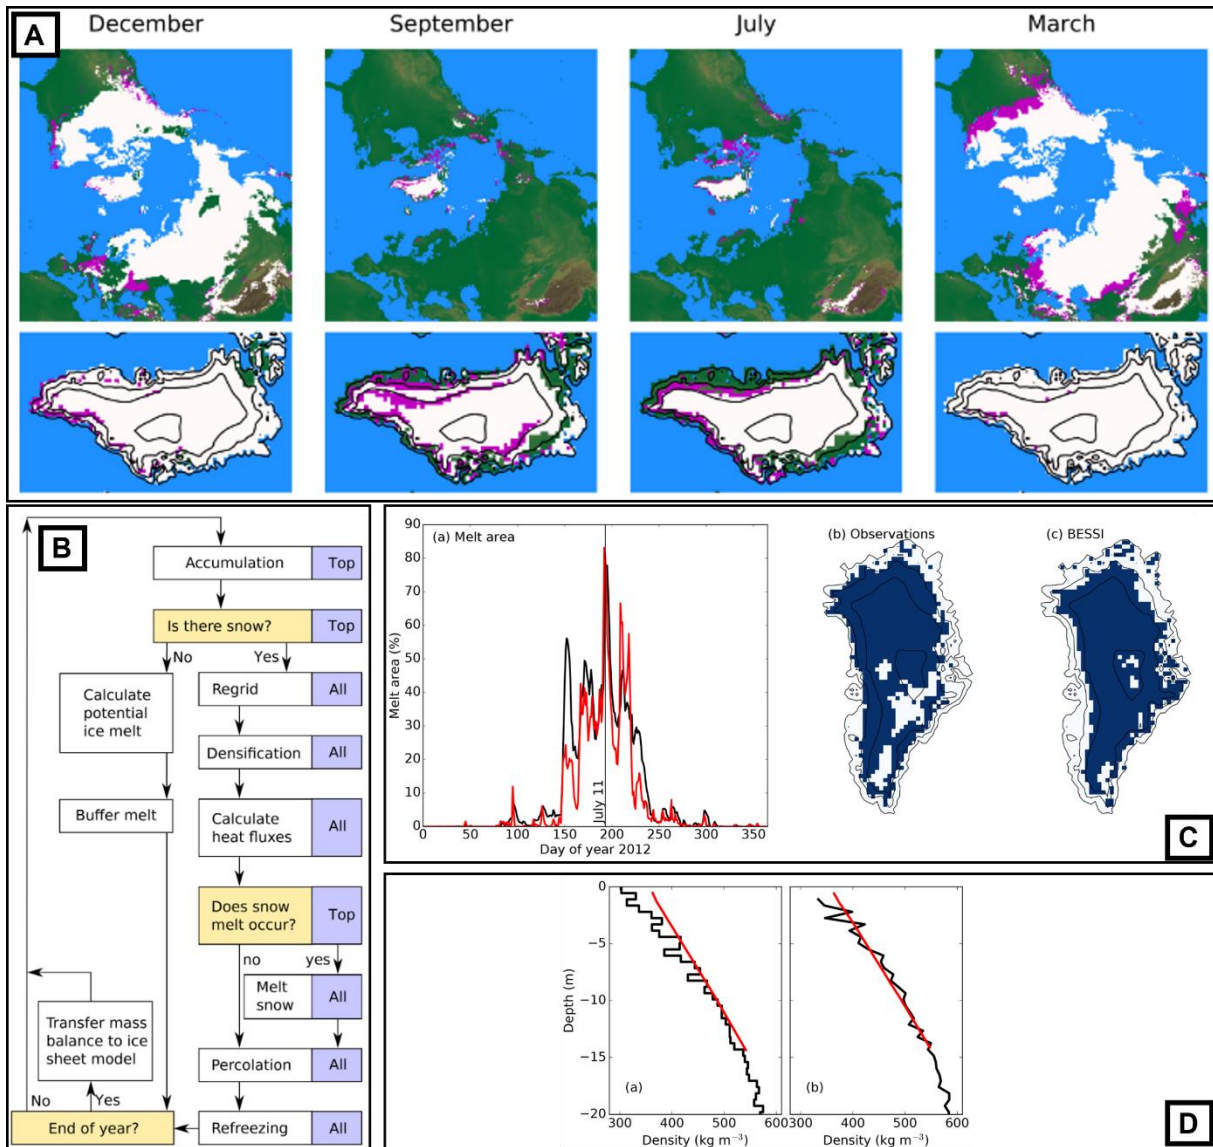 A
December
September
July
March
B
Accumulation Top
Is there snow? Top
No Yes
Calculate
potential
ice melt
Regrid All
Densification All
Buffer melt
Calculate
heat fluxes
All
Does snow
melt occur?
Top
no yes
Melt
snow
All
Transfer mass
balance to ice
sheet model
Percolation All
No Yes
End of year?
Refreezing All
(a) Melt area
Melt area (%)
90
80
70
60
50
40
30
20
10
0
0 50 100 150 200 250 300 350
Day of year 2012
July 11
(b) Observations
(c) BESSI
C
Depth (m)
0
−5
−10
−15
−20
(a)
300 400 500 600
Density (kg m⁻³)
(b)
300 400 500 600
Density (kg m⁻³)
D